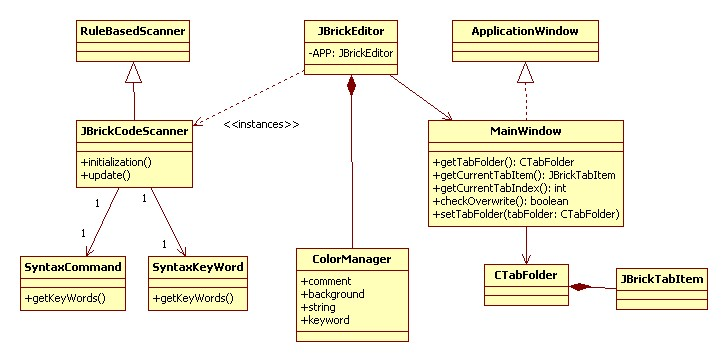 RuleBasedScanner
JBrickEditor
-APP: JBrickEditor
ApplicationWindow
<<instances>>
JBrickCodeScanner
+initialization()
+update()
MainWindow
+getTabFolder(): CTabFolder
+getCurrentTabItem(): JBrickTabItem
+getCurrentTabIndex(): int
+checkOverwrite(): boolean
+setTabFolder(tabFolder: CTabFolder)
1
1
1
1
SyntaxCommand
+getKeyWords()
SyntaxKeyWord
+getKeyWords()
ColorManager
+comment
+background
+string
+keyword
CTabFolder
JBrickTabItem